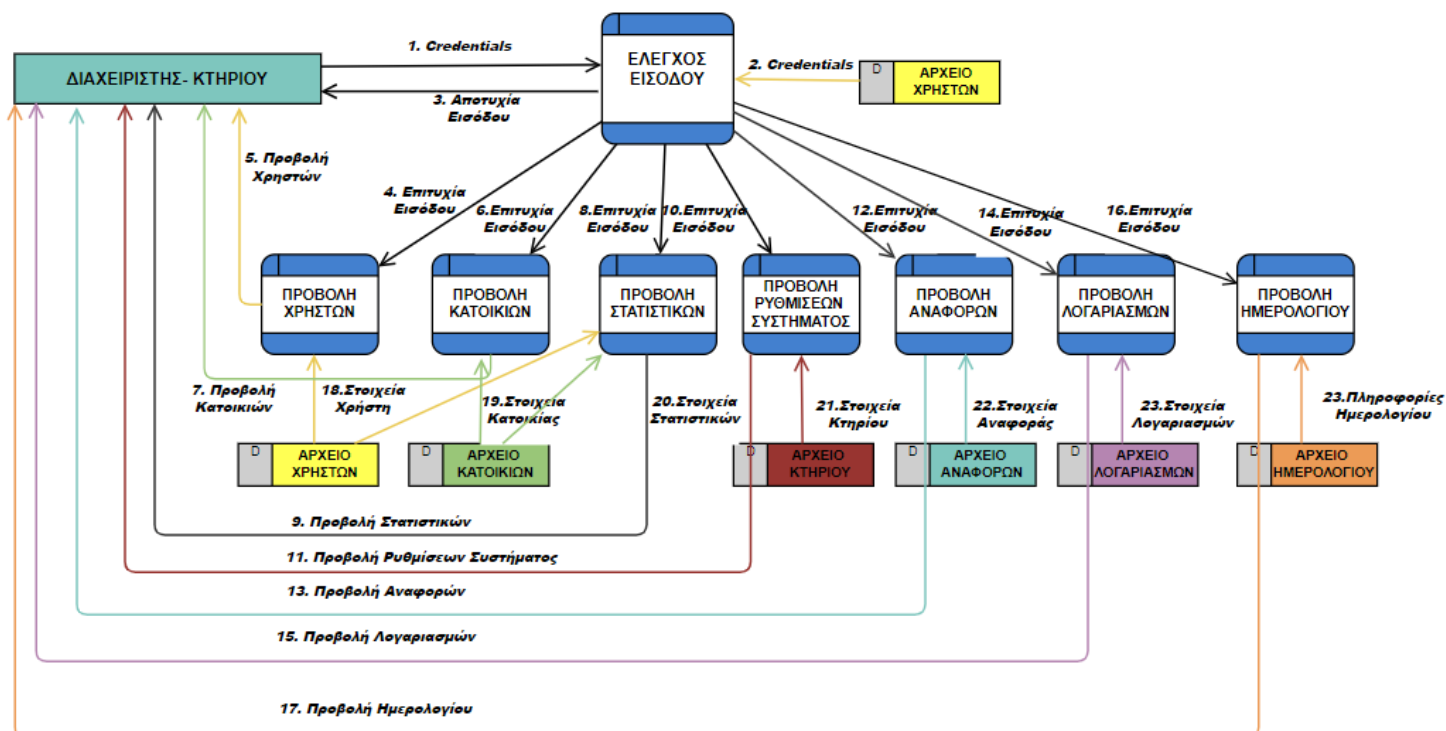 1. Credentials
ΔΙΑΧΕΙΡΙΣΤΗΣ- ΚΤΗΡΙΟΥ
ΕΛΕΓΧΟΣ
ΕΙΣΟΔΟΥ
2. Credentials
D
ΑΡΧΕΙΟ
ΧΡΗΣΤΩΝ
3. Αποτυχία
Εισόδου
5. Προβολή
Χρηστών
4. Επιτυχία
Εισόδου
6.Επιτυχία
Εισόδου
8.Επιτυχία
Εισόδου
10.Επιτυχία
Εισόδου
12.Επιτυχία
Εισόδου
14.Επιτυχία
Εισόδου
16.Επιτυχία
Εισόδου
ΠΡΟΒΟΛΗ
ΧΡΗΣΤΩΝ
ΠΡΟΒΟΛΗ
ΚΑΤΟΙΚΙΩΝ
ΠΡΟΒΟΛΗ
ΣΤΑΤΙΣΤΙΚΩΝ
ΠΡΟΒΟΛΗ
ΡΥΘΜΙΣΕΩΝ
ΣΥΣΤΗΜΑΤΟΣ
ΠΡΟΒΟΛΗ
ΑΝΑΦΟΡΩΝ
ΠΡΟΒΟΛΗ
ΛΟΓΑΡΙΑΣΜΩΝ
ΠΡΟΒΟΛΗ
ΗΜΕΡΟΛΟΓΙΟΥ
7. Προβολή
Κατοικιών
18.Στοιχεία
Χρήστη
19.Στοιχεία
Κατοικίας
20.Στοιχεία
Στατιστικών
21.Στοιχεία
Κτηρίου
22.Στοιχεία
Αναφοράς
23.Στοιχεία
Λογαριασμών
23.Πληροφορίες
Ημερολογίου
D
ΑΡΧΕΙΟ
ΧΡΗΣΤΩΝ
D
ΑΡΧΕΙΟ
ΚΑΤΟΙΚΙΩΝ
D
ΑΡΧΕΙΟ
ΚΤΗΡΙΟΥ
D
ΑΡΧΕΙΟ
ΑΝΑΦΟΡΩΝ
D
ΑΡΧΕΙΟ
ΛΟΓΑΡΙΑΣΜΩΝ
D
ΑΡΧΕΙΟ
ΗΜΕΡΟΛΟΓΙΟΥ
9. Προβολή Στατιστικών
11. Προβολή Ρυθμίσεων Συστήματος
13. Προβολή Αναφορών
15. Προβολή Λογαριασμών
17. Προβολή Ημερολογίου